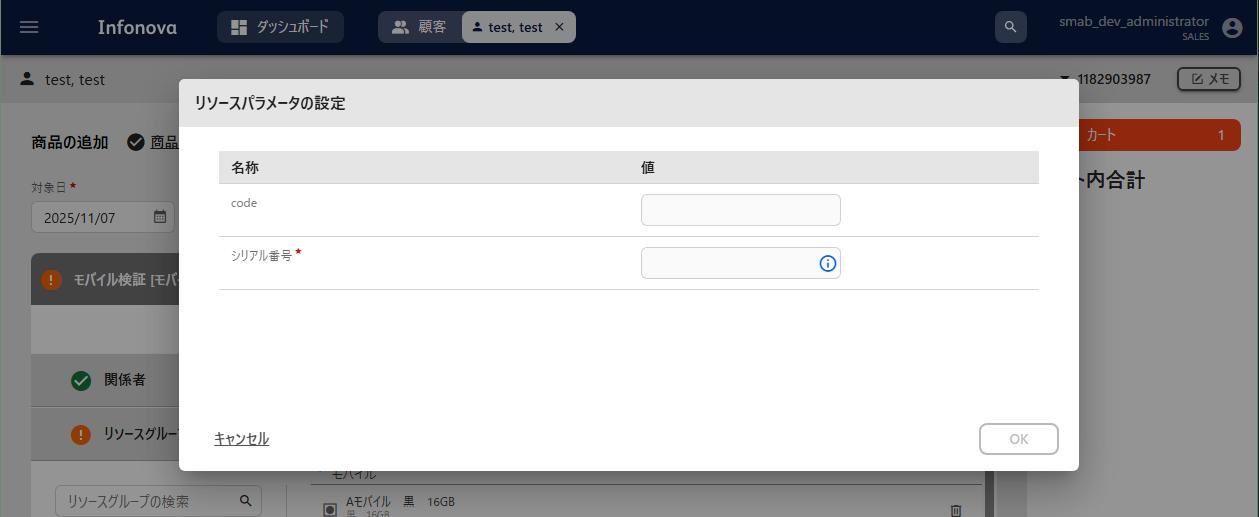 Infonova
ダッシュボード
顧客
test, test
smab_dev_administrator
SALES
test, test
1182903987
メモ
リソースパラメータの設定
商品の追加
商品
カート
1
ト内合計
対象日*
2025/11/07
名称
値
code
シリアル番号*
モバイル検証 [モバ
関係者
リソースグルー
キャンセル
OK
モバイル
リソースグループの検索
Aモバイル 黒 16GB
黒 16GB